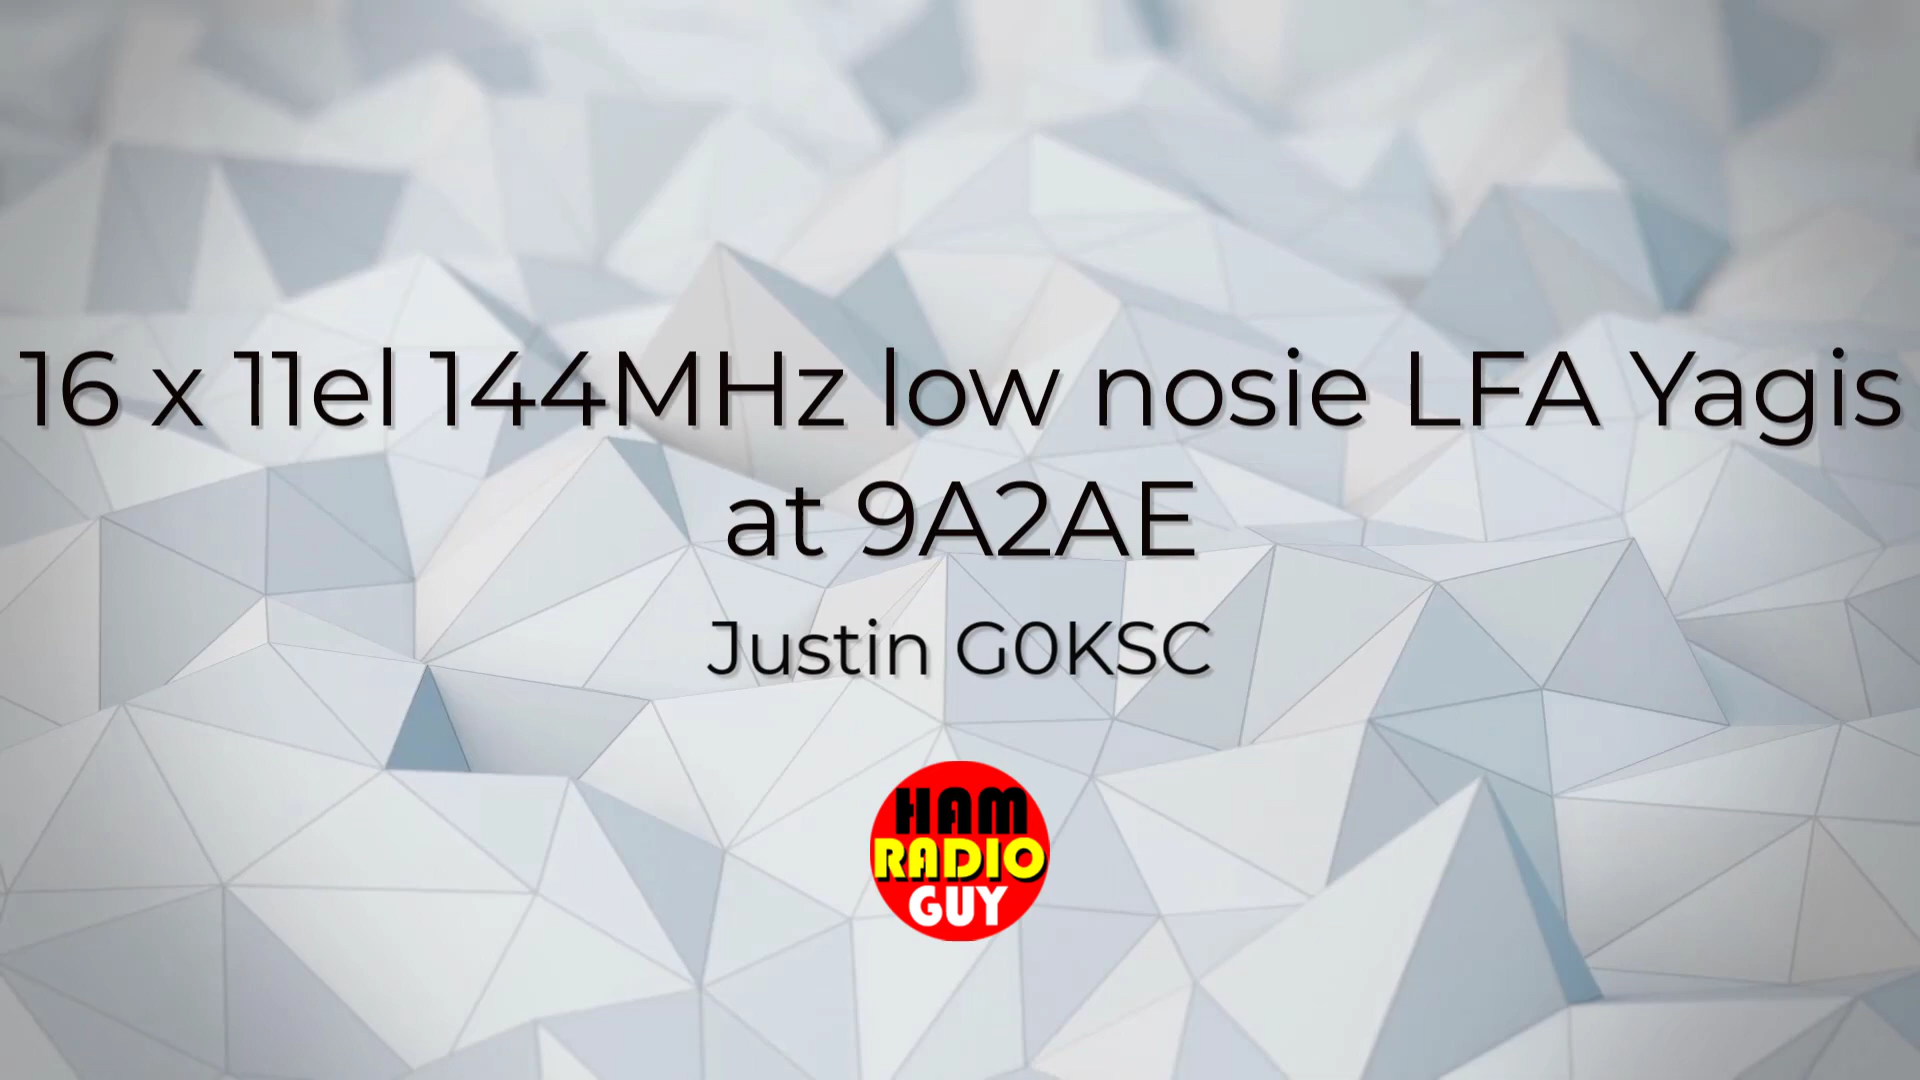 16 x 11el 144MHz low nosie LFA Yagis
at 9A2AE
Justin G0KSC
HAM
RADIO
GUY